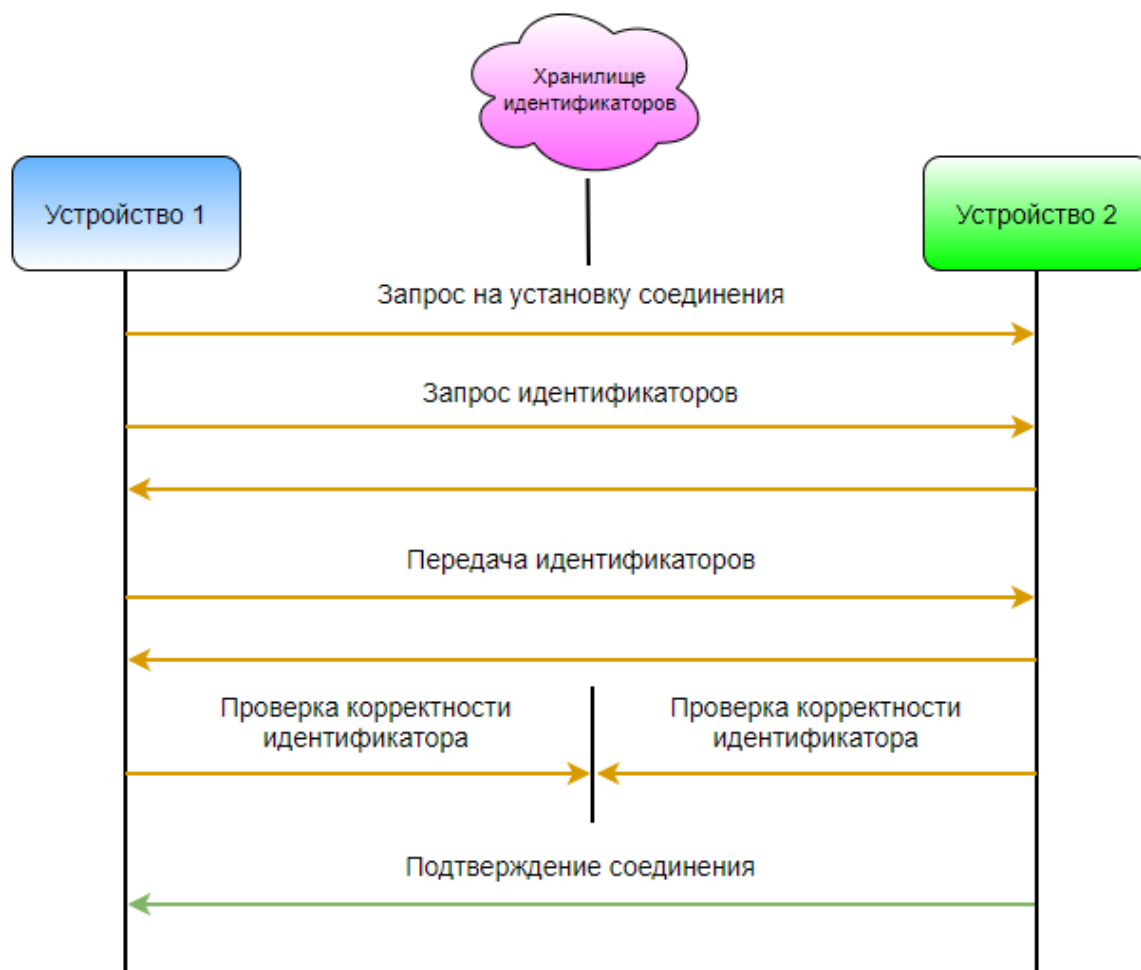 Хранилище
идентификаторов
Устройство 1
Устройство 2
Запрос на установку соединения
Запрос идентификаторов
Передача идентификаторов
Проверка корректности
идентификатора
Проверка корректности
идентификатора
Подтверждение соединения